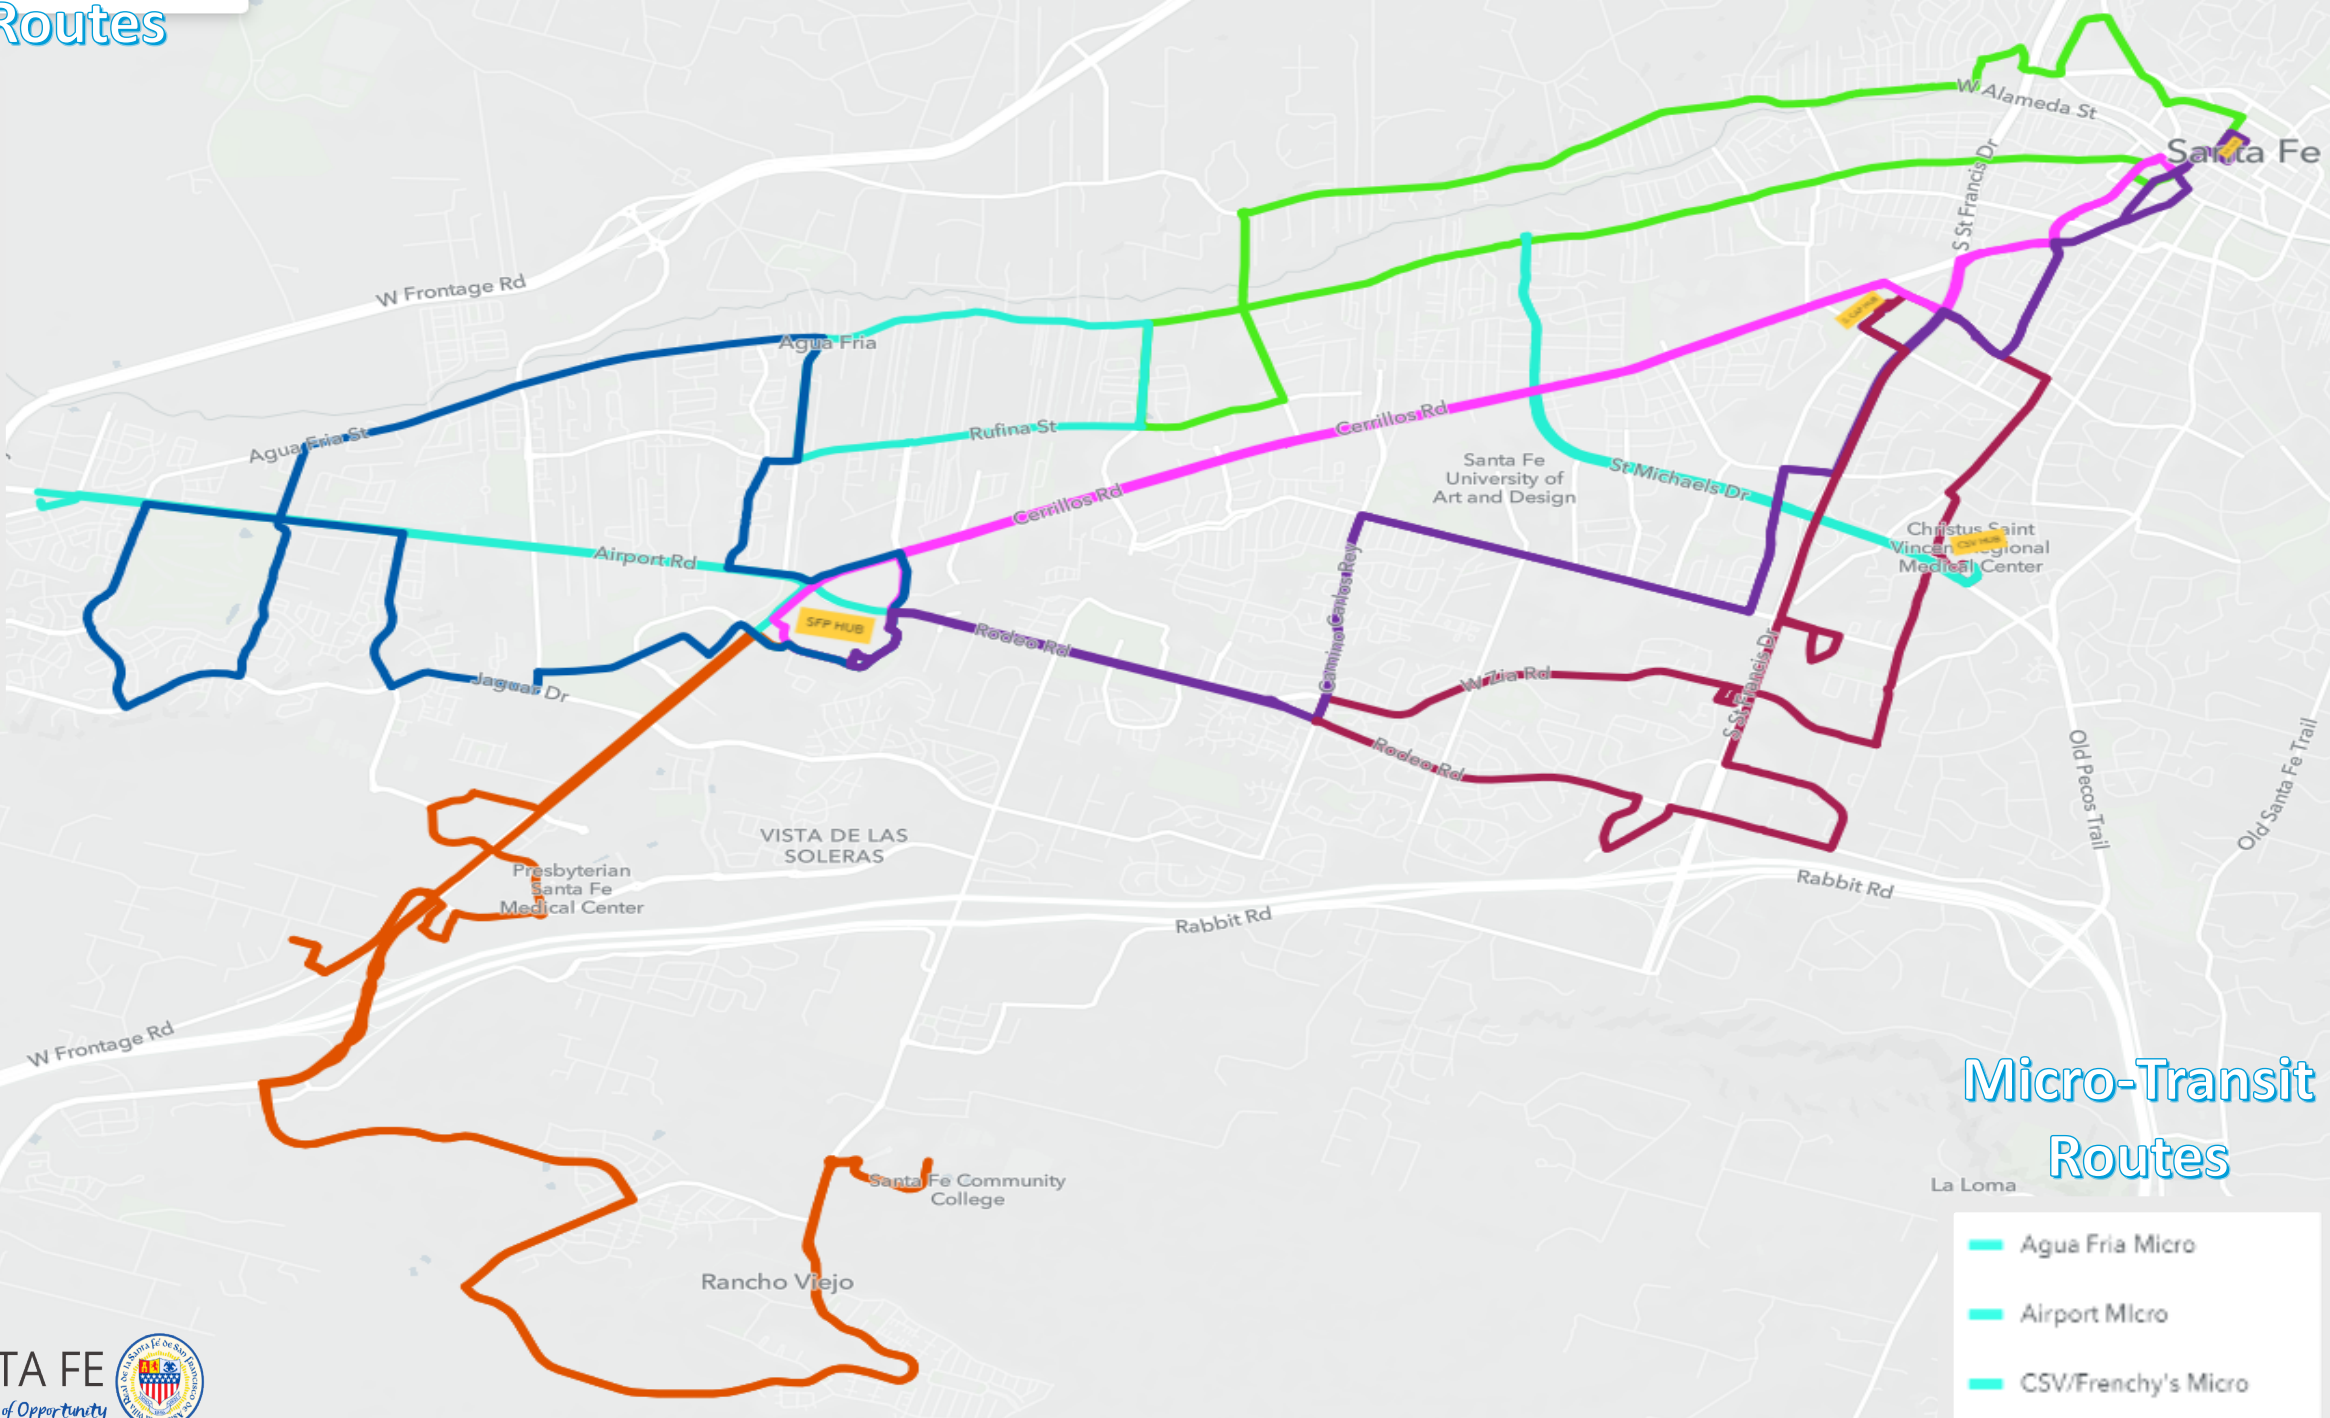 Routes
W Alameda St
Santa Fe
S St Francis Dr
W Frontage Rd
Agua Fria
Agua Fria St
Rufina St
Cerrillos Rd
Cerrillos Rd
Santa Fe
University of
Art and Design
St Michaels Dr
Christus Saint
Vincent Regional
Medical Center
CSV HUB
Airport Rd
SFP HUB
Rodeo Rd
Camino Carlos Rey
W Zia Rd
S St Francis Dr
Jaguar Dr
Rodeo Rd
Old Pecos Trail
Old Santa Fe Trail
VISTA DE LAS
SOLERAS
Presbyterian
Santa Fe
Medical Center
Rabbit Rd
Rabbit Rd
W Frontage Rd
Micro-Transit
Routes
Santa Fe Community
College
La Loma
Rancho Viejo
Agua Fria Micro
Airport MIcro
CSV/Frenchy's Micro
TA FE
of Opportunity